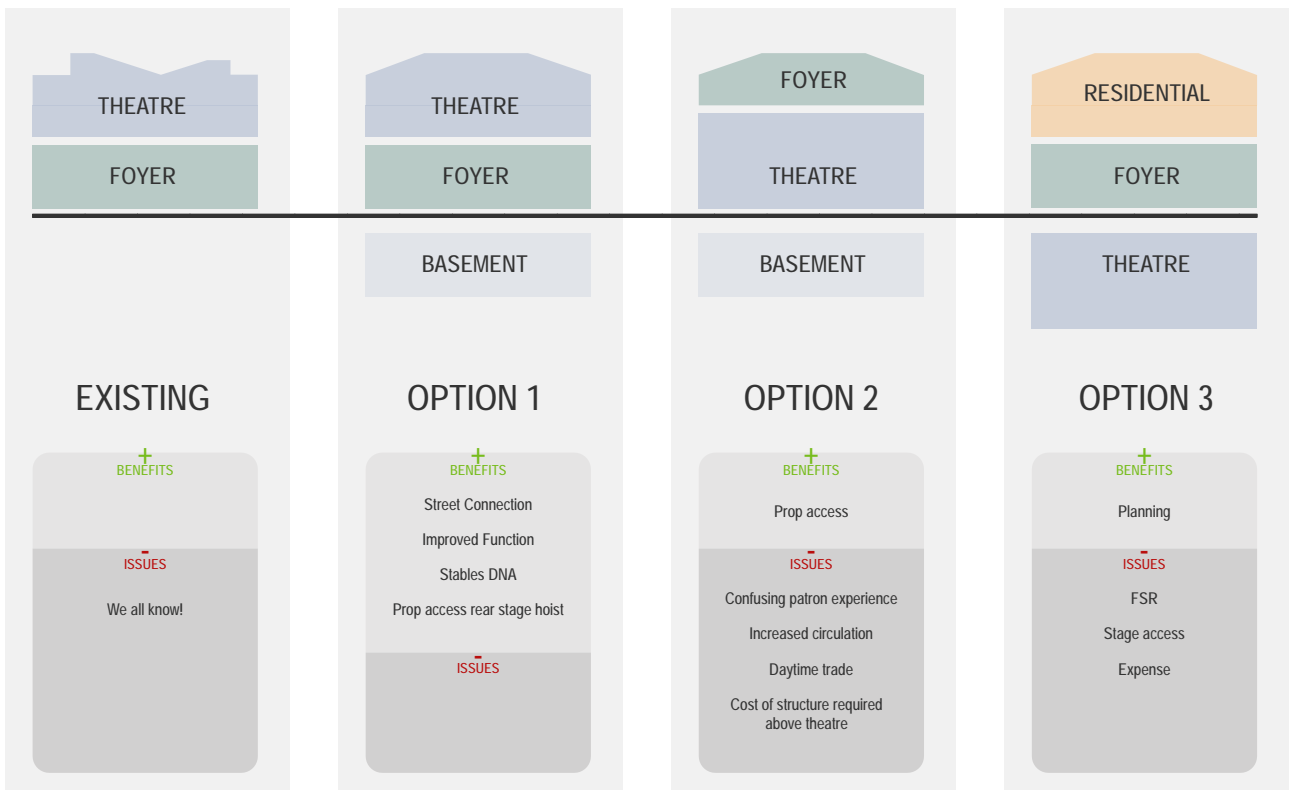 THEATRE
FOYER
EXISTING
+
BENEFITS
-
ISSUES
We all know!
THEATRE
FOYER
BASEMENT
OPTION 1
+
BENEFITS
Street Connection
Improved Function
Stables DNA
Prop access rear stage hoist
-
ISSUES
FOYER
THEATRE
BASEMENT
OPTION 2
+
BENEFITS
Prop access
-
ISSUES
Confusing patron experience
Increased circulation
Daytime trade
Cost of structure required
above theatre
RESIDENTIAL
FOYER
THEATRE
OPTION 3
+
BENEFITS
Planning
-
ISSUES
FSR
Stage access
Expense